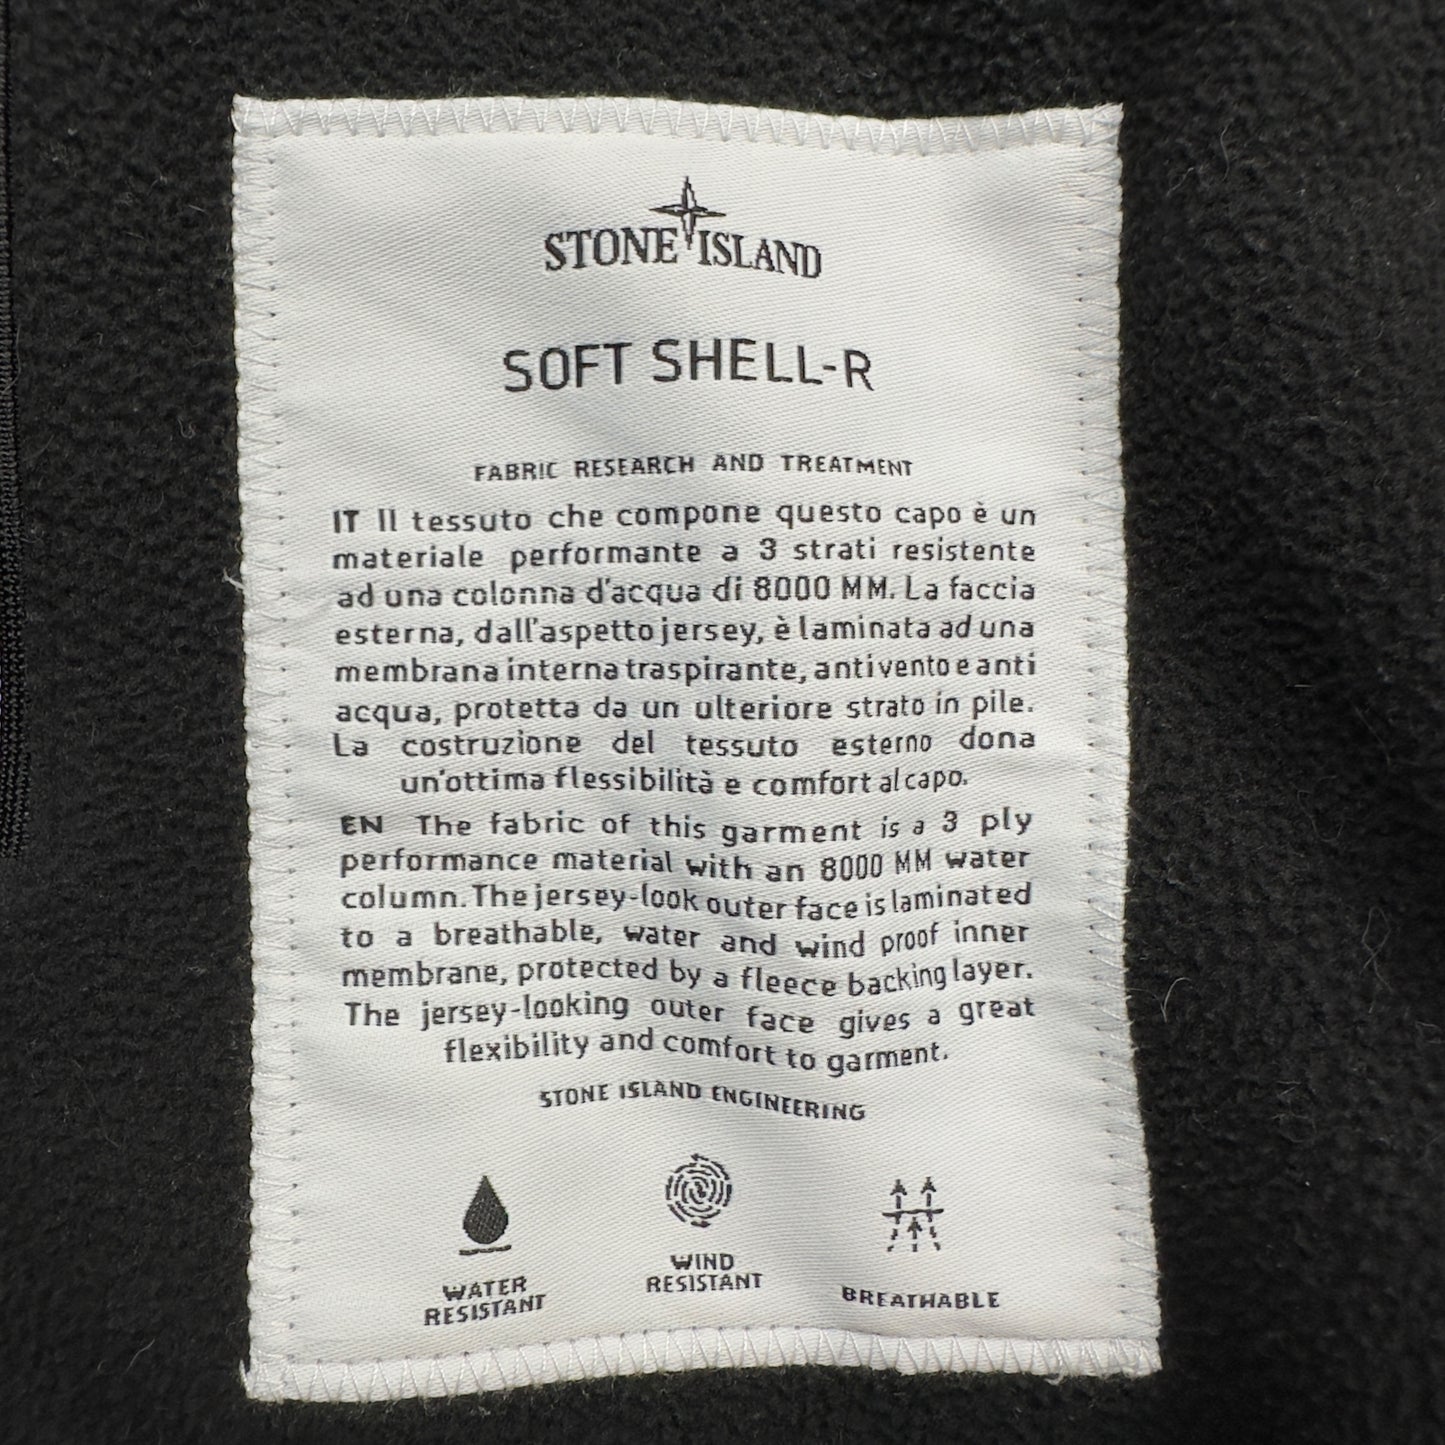 STONE ISLAND
SOFT SHELL-R
FABRIC RESEARCH AND TREATMENT
IT Il tessuto che compone questo capo è un
materiale performante a 3 strati resistente
ad una colonna d'acqua di 8000 MM. La faccia
esterna, dall'aspetto jersey, è laminata ad una
membrana interna traspirante, antivento e anti
acqua, protetta da un ulteriore strato in pile.
La costruzione del tessuto esterno dona
un'ottima flessibilità e comfort al capo.
EN The fabric of this garment is a 3 ply
performance material with an 8000 MM water
column. The jersey-look outer face is laminated
to a breathable, water and wind proof inner
membrane, protected by a fleece backing layer.
The jersey-looking outer face gives a great
flexibility and comfort to garment.
STONE ISLAND ENGINEERING
WATER
RESISTANT
WIND
RESISTANT
BREATHABLE